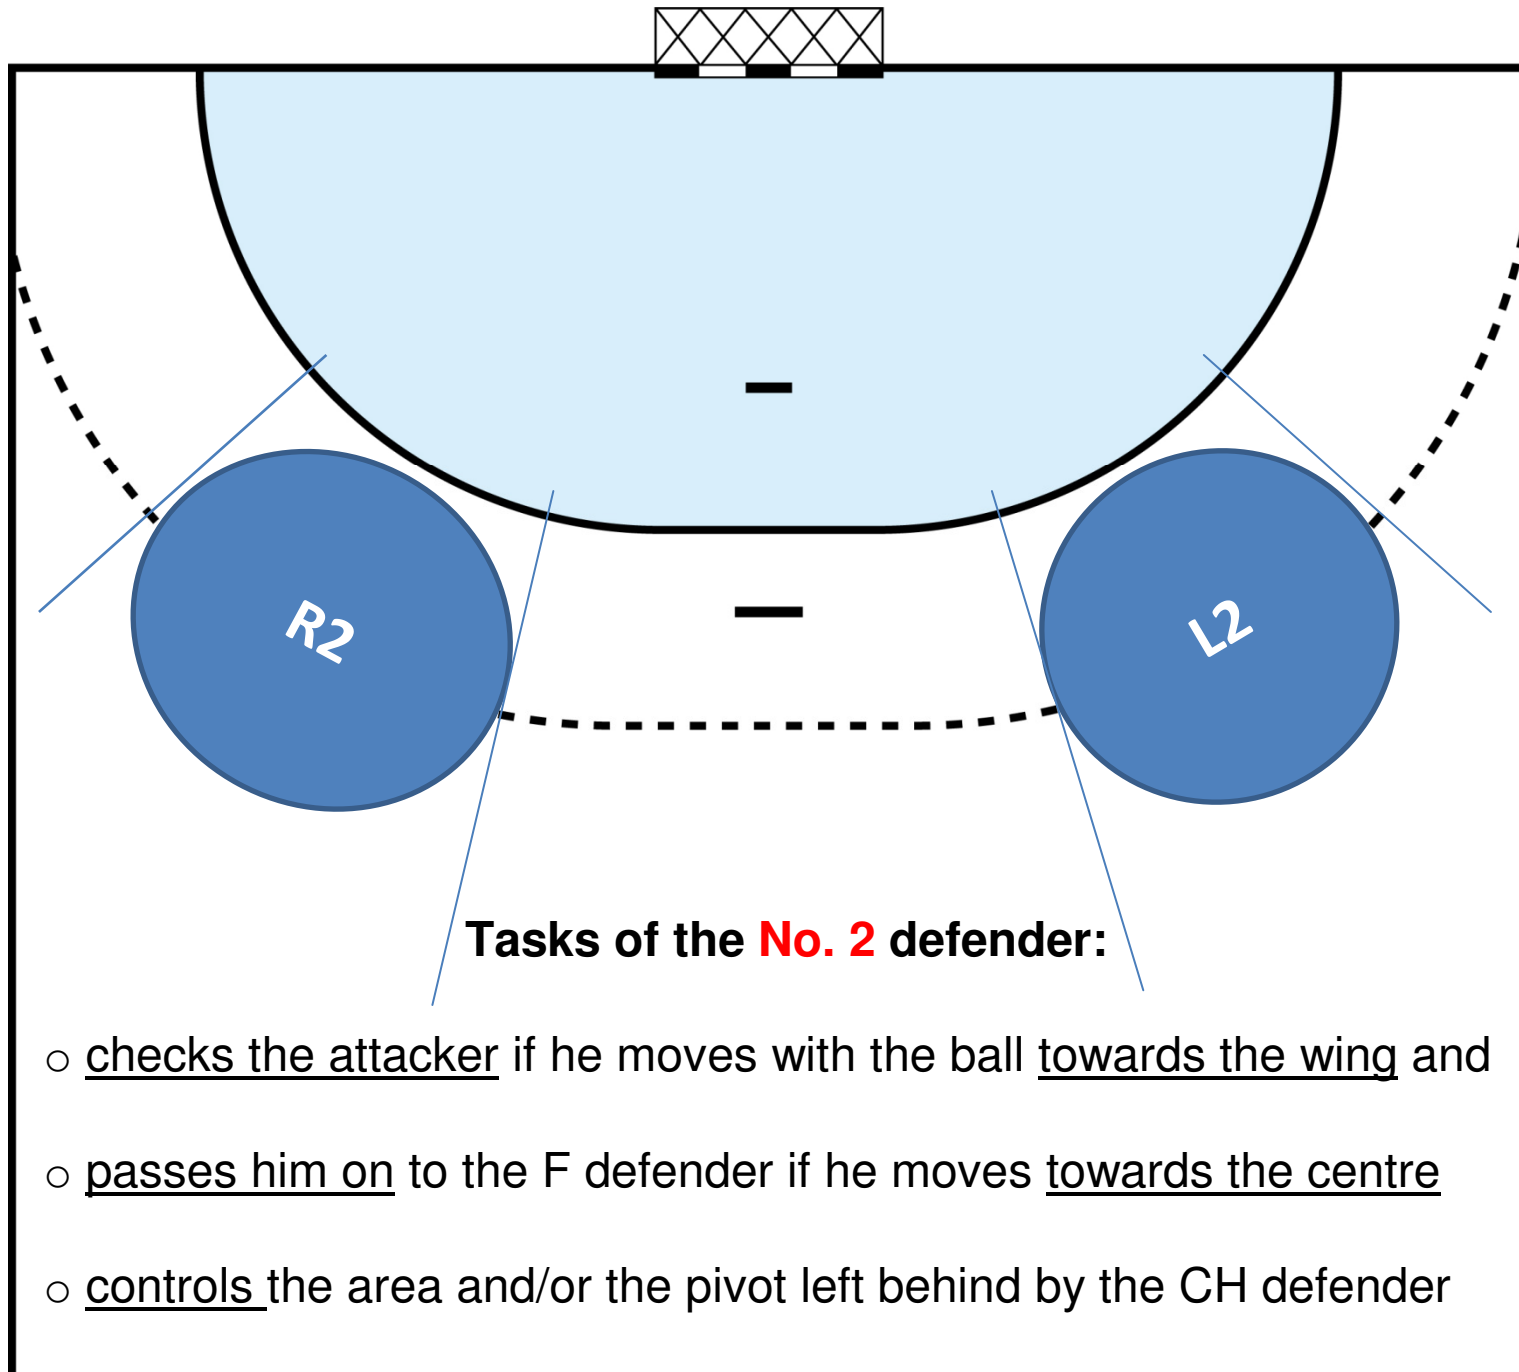 R2
L2
Tasks of the No. 2 defender:
○ checks the attacker if he moves with the ball towards the wing and
○ passes him on to the F defender if he moves towards the centre
○ controls the area and/or the pivot left behind by the CH defender